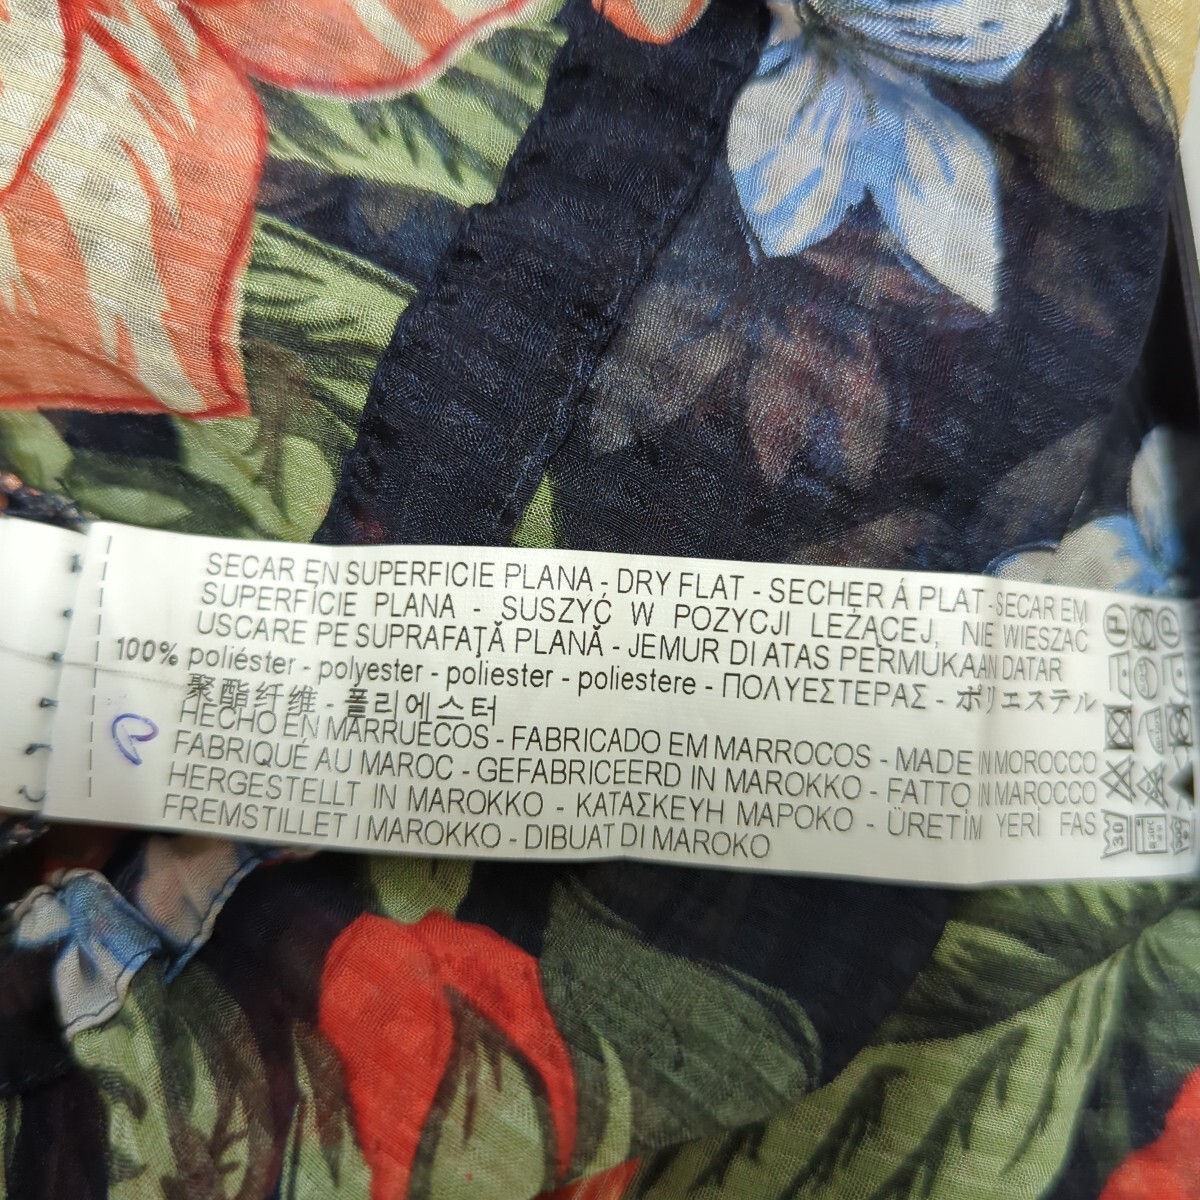 SECAR EN SUPERFICIE PLANA - DRY FLAT - SECHER Á PLAT - SECAR EM
SUPERFÍCIE PLANA - SUSZYĆ W POZYCJI LEŻĄCEJ, NIE WIESZAĆ
USCARE PE SUPRAFAŢĂ PLANĂ - JEMUR DI ATAS PERMUKAAN DATAR
100% poliéster - polyester - poliester - poliestere - ΠΟΛΥΕΣΤΕΡΑΣ - ポリエステル
聚酯纤维 - 폴리에스터
HECHO EN MARRUECOS - FABRICADO EM MARROCOS - MADE IN MOROCCO
FABRIQUÉ AU MAROC - GEFABRICEERD IN MAROKKO - FATTO IN MAROCCO
HERGESTELLT IN MAROKKO - ΚΑΤΑΣΚΕΥΗ ΜΑΡΟΚΟ - ÜRETİM YERİ FAS
FREMSTILLET I MAROKKO - DIBUAT DI MAROKO
P
P
30